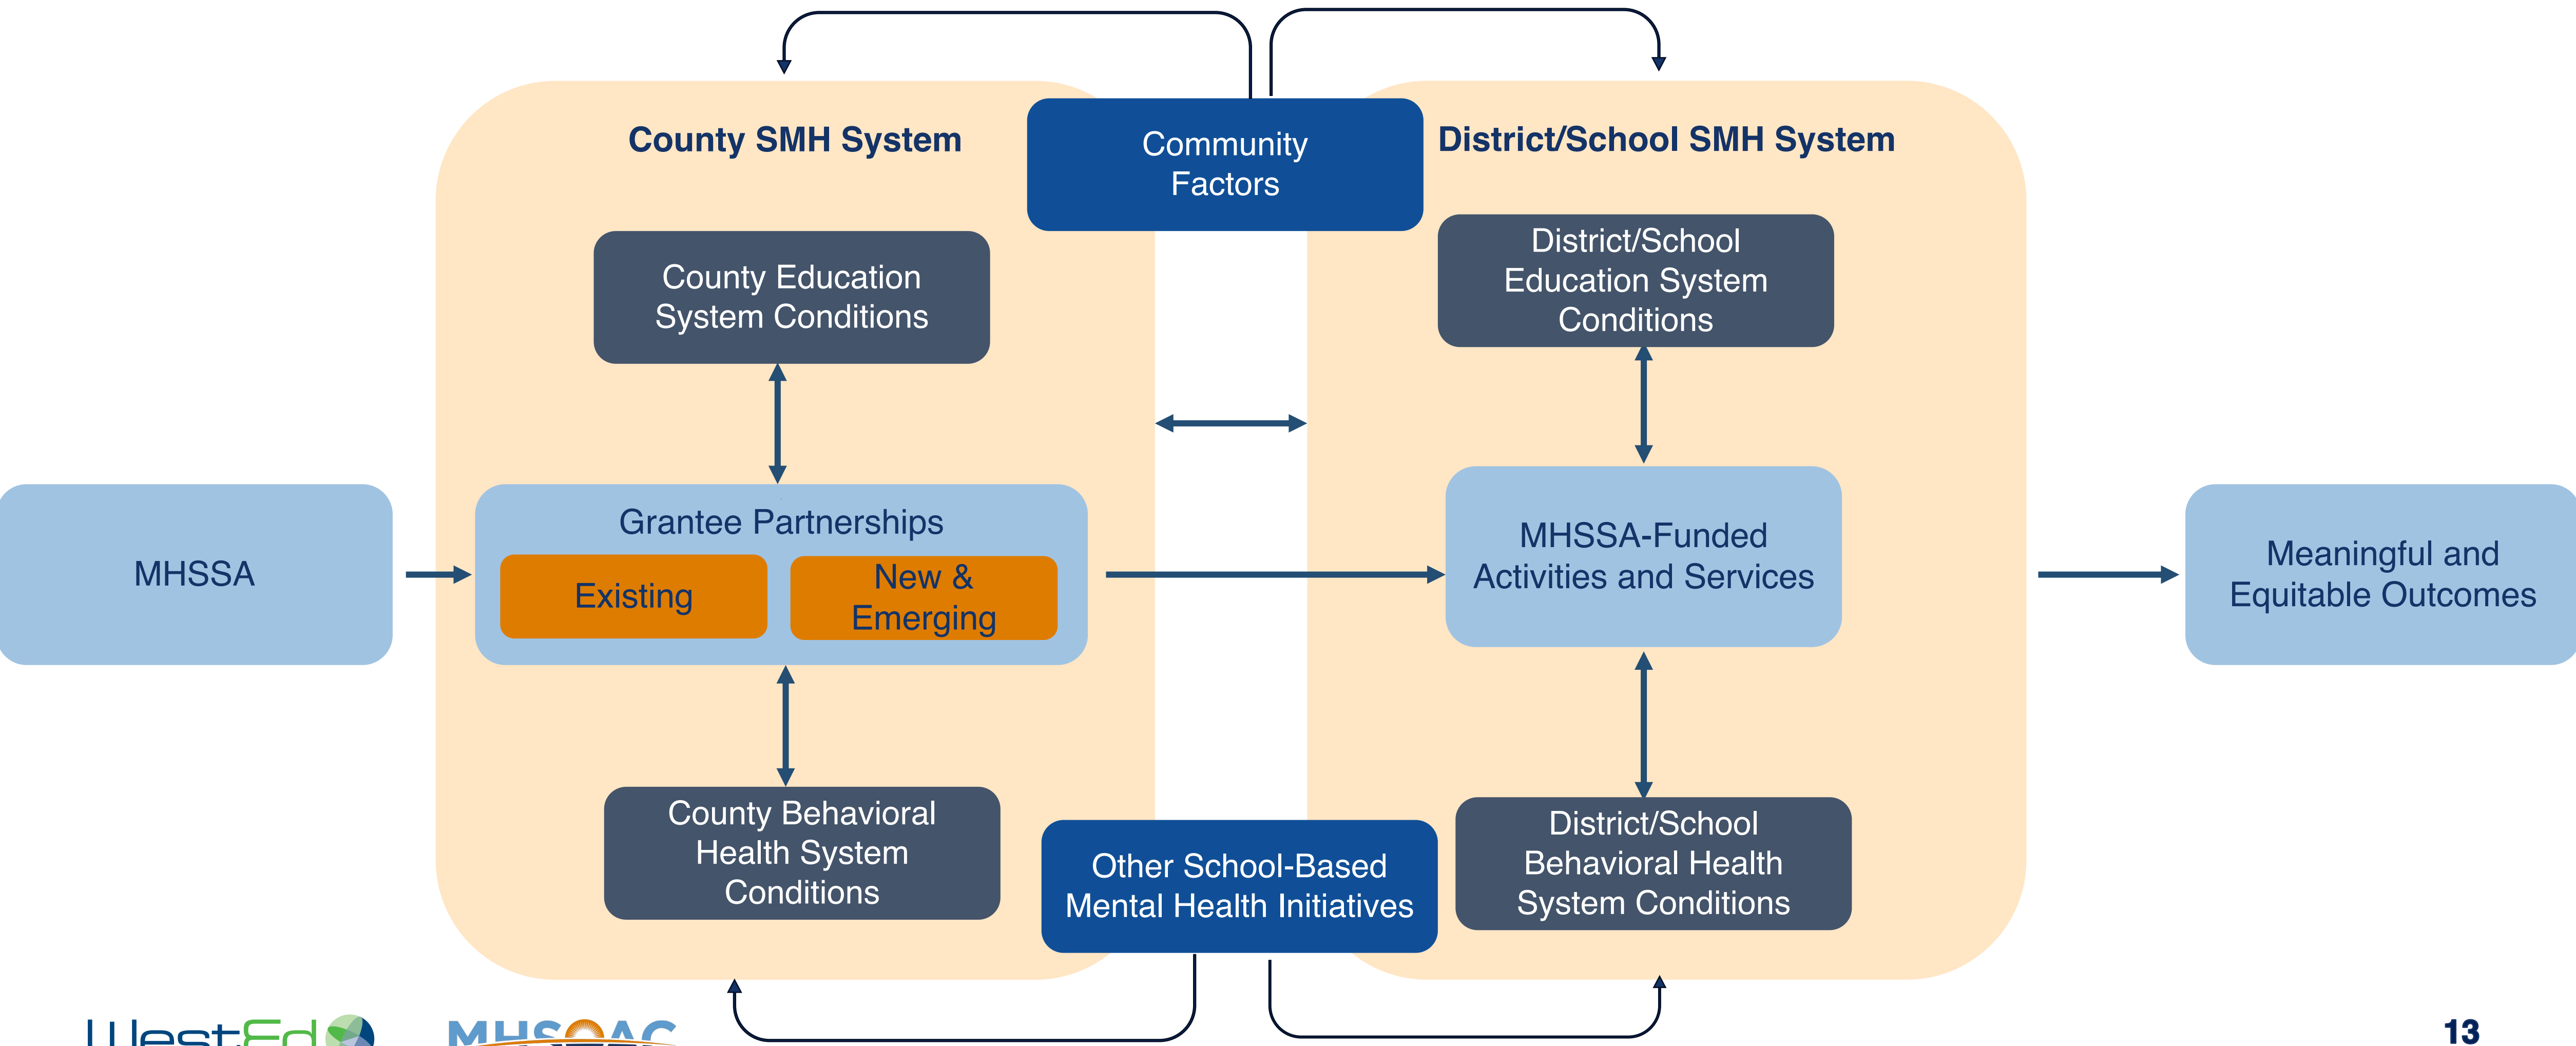 County SMH System
Community
Factors
District/School SMH System
County Education
System Conditions
District/School
Education System
Conditions
MHSSA
Grantee Partnerships
Existing
New &
Emerging
MHSSA-Funded
Activities and Services
Meaningful and
Equitable Outcomes
County Behavioral
Health System
Conditions
Other School-Based
Mental Health Initiatives
District/School
Behavioral Health
System Conditions
WestEd
MHSOAC
13